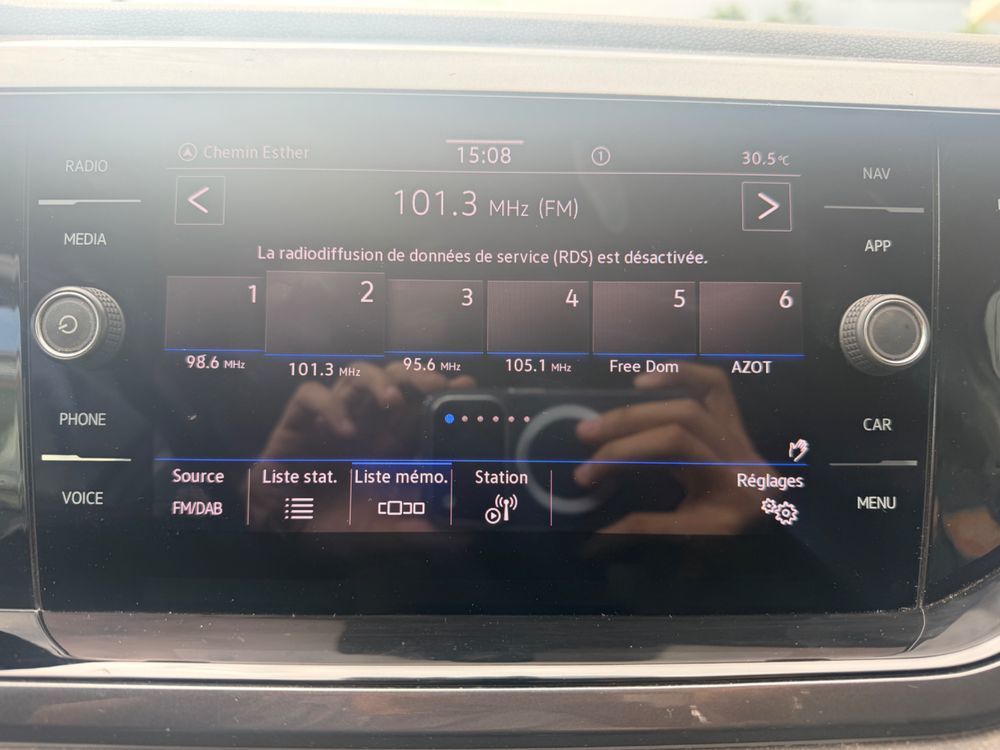 RADIO
MEDIA
PHONE
VOICE
Chemin Esther
15:08
1
30.5°C
< 101.3 MHz (FM) >
La radiodiffusion de données de service (RDS) est désactivée.
1 2 3 4 5 6
98.6 MHz 101.3 MHz 95.6 MHz 105.1 MHz Free Dom AZOT
Source Liste stat. Liste mémo. Station Réglages
FM/DAB
NAV
APP
CAR
MENU